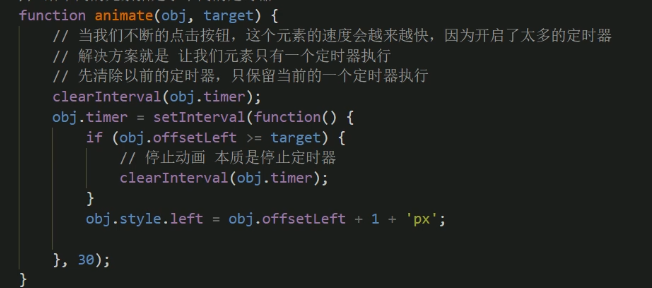 function animate(obj, target) {
// 当我们不断的点击按钮，这个元素的速度会越来越快，因为开启了太多的定时器
// 解决方案就是 让我们元素只有一个定时器执行
// 先清除以前的定时器，只保留当前的一个定时器执行
clearInterval(obj.timer);
obj.timer = setInterval(function() {
if (obj.offsetLeft >= target) {
// 停止动画 本质是停止定时器
clearInterval(obj.timer);
}
obj.style.left = obj.offsetLeft + 1 + 'px';
}, 30);
}